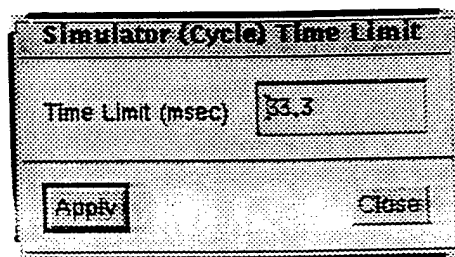 Simulator (Cycle) Time Limit
Time Limit (msec) 33.3
Apply Close